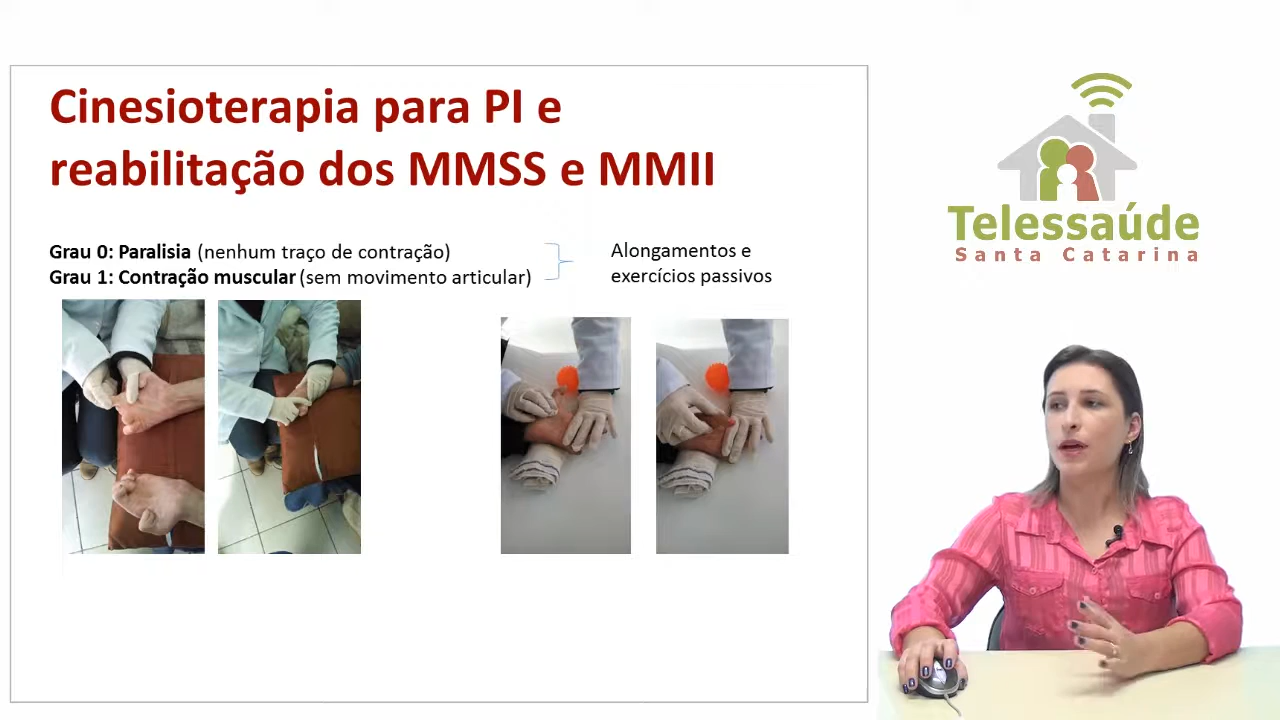 Cinesioterapia para PI e
reabilitação dos MMSS e MMII
Grau 0: Paralisia (nenhum traço de contração)
Grau 1: Contração muscular (sem movimento articular)
Alongamentos e
exercícios passivos
Telessaúde
Santa Catarina